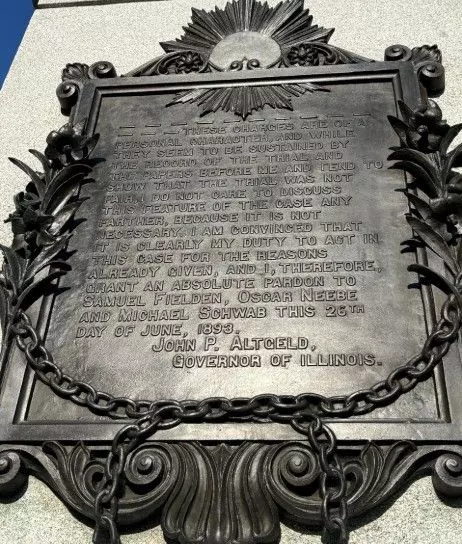 — — — THESE CHARGES ARE OF A
PERSONAL CHARACTER, AND WHILE
THEY SEEM TO BE SUSTAINED BY
THE RECORD OF THE TRIAL AND
THE PAPERS BEFORE ME AND TEND TO
SHOW THAT THE TRIAL WAS NOT
FAIR, I DO NOT CARE TO DISCUSS
THIS FEATURE OF THE CASE ANY
FARTHER, BECAUSE IT IS NOT
NECESSARY. I AM CONVINCED THAT
IT IS CLEARLY MY DUTY TO ACT IN
THIS CASE FOR THE REASONS
ALREADY GIVEN, AND I, THEREFORE,
GRANT AN ABSOLUTE PARDON TO
SAMUEL FIELDEN, OSCAR NEEBE
AND MICHAEL SCHWAB THIS 26TH
DAY OF JUNE, 1893.
JOHN P. ALTGELD,
GOVERNOR OF ILLINOIS.